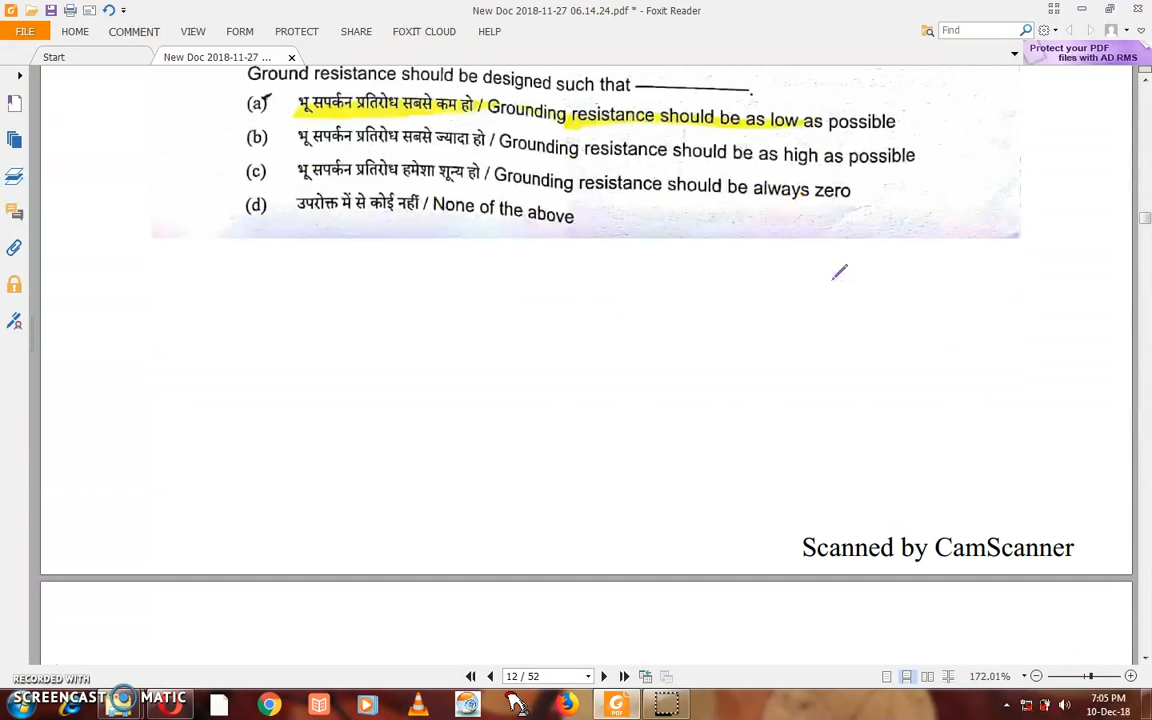 New Doc 2018-11-27 06.14.24.pdf * - Foxit Reader
FILE HOME COMMENT VIEW FORM PROTECT SHARE FOXIT CLOUD HELP
Find
Start
New Doc 2018-11-27 ...
Protect your PDF
files with AD RMS
Ground resistance should be designed such that ____________.
(a) भू सपर्कन प्रतिरोध सबसे कम हो / Grounding resistance should be as low as possible
(b) भू सपर्कन प्रतिरोध सबसे ज्यादा हो / Grounding resistance should be as high as possible
(c) भू सपर्कन प्रतिरोध हमेशा शून्य हो / Grounding resistance should be always zero
(d) उपरोक्त में से कोई नहीं / None of the above
Scanned by CamScanner
12 / 52
172.01%
RECORDED WITH
SCREENCAST MATIC
7:05 PM
10-Dec-18